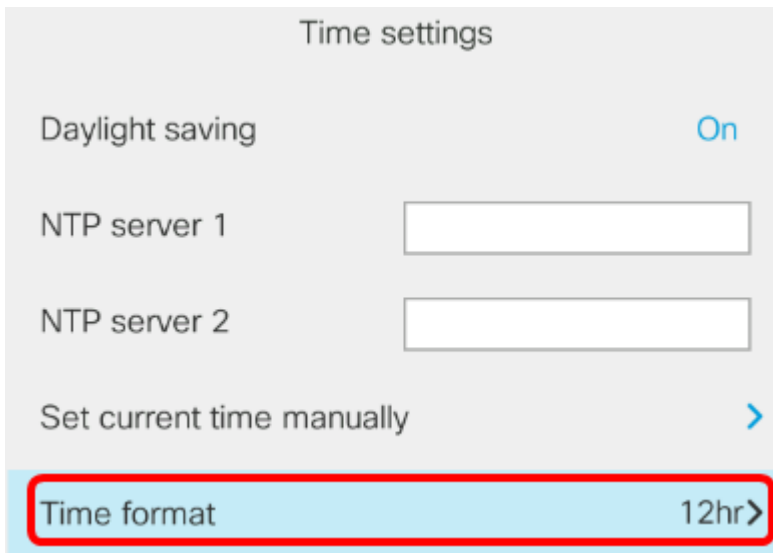 Time settings
Daylight saving On
NTP server 1
NTP server 2
Set current time manually
Time format 12hr